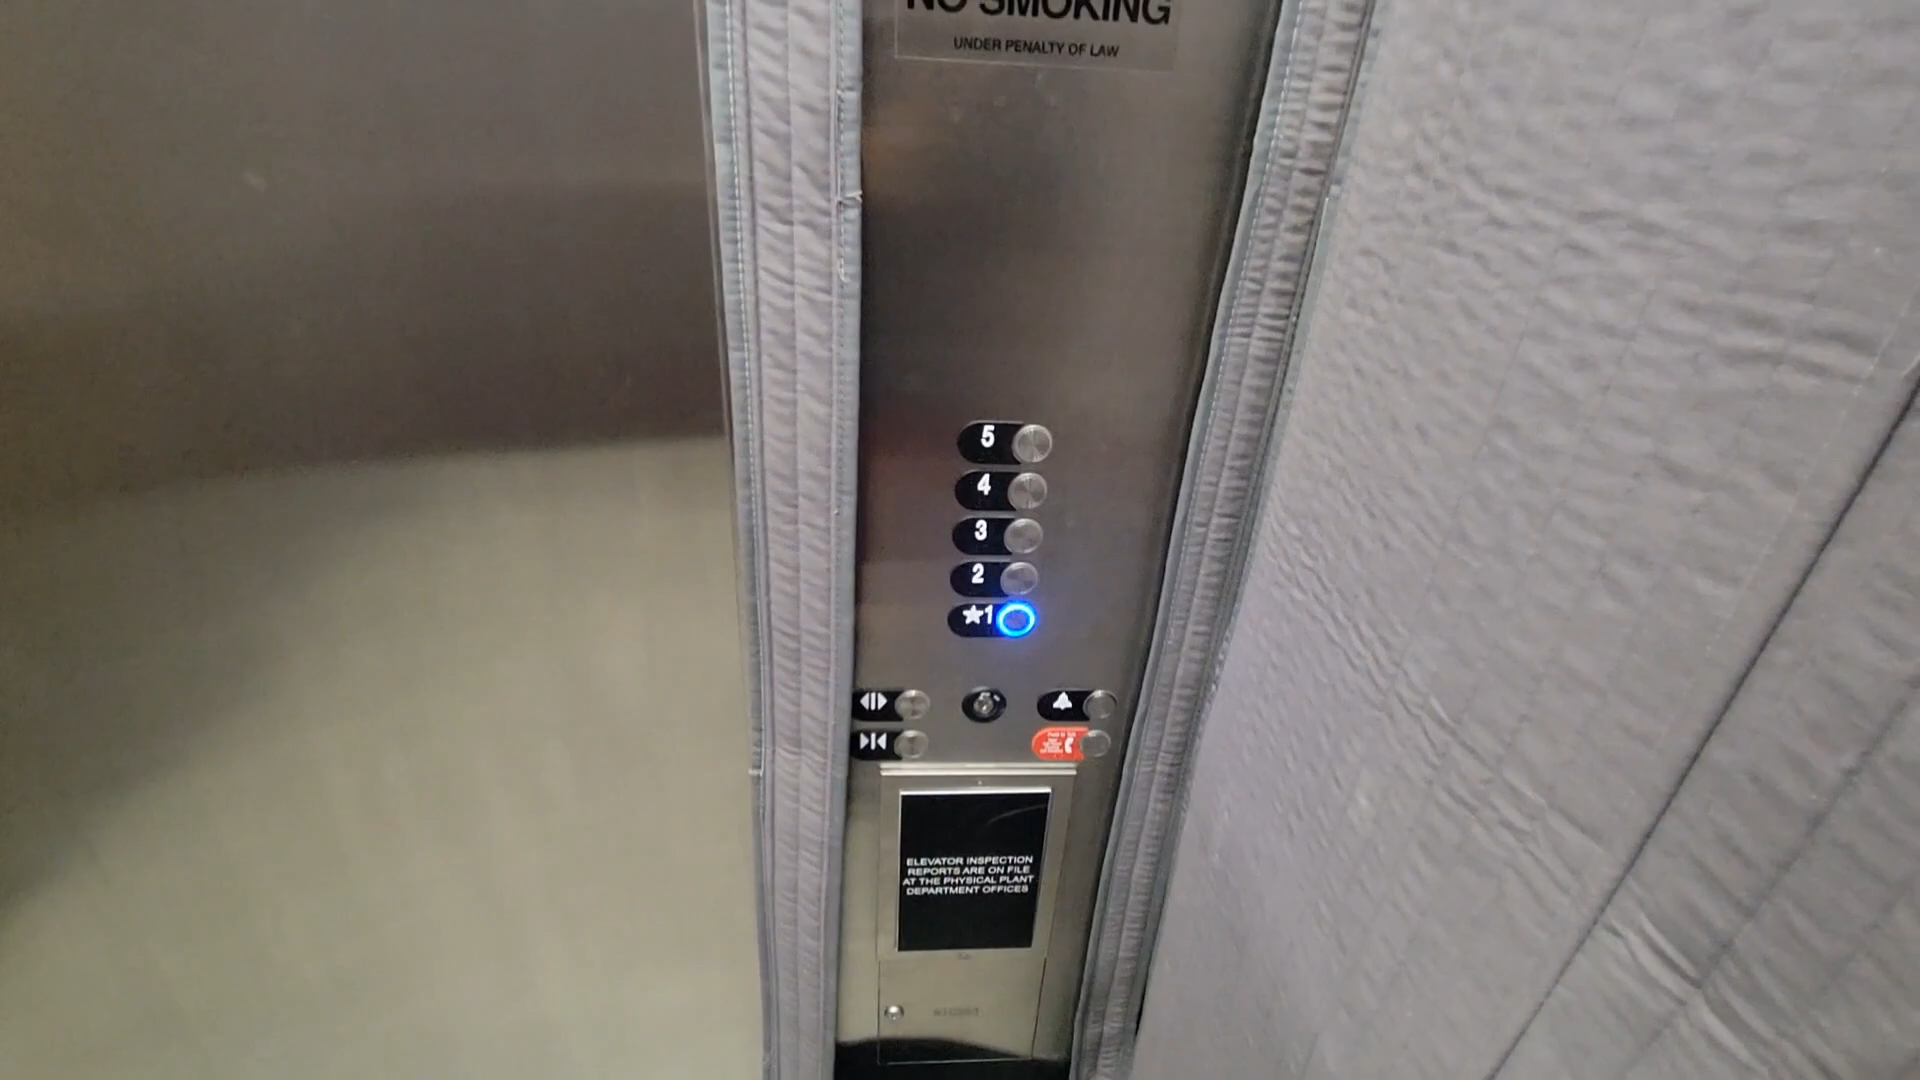 NO SMOKING
UNDER PENALTY OF LAW
5
4
3
2
★1
ELEVATOR INSPECTION
REPORTS ARE ON FILE
AT THE PHYSICAL PLANT
DEPARTMENT OFFICES